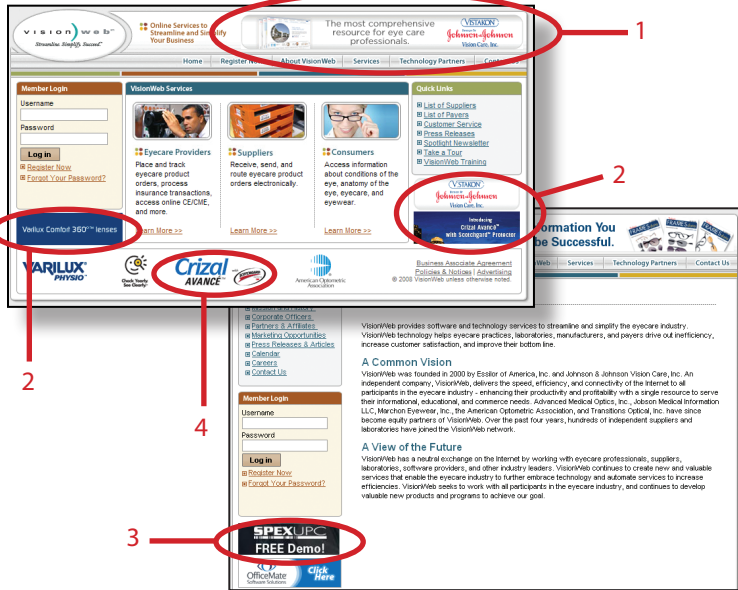 1
vision)web™
Streamline Simplify Succeed™
Online Services to
Streamline and Simplify
Your Business
The most comprehensive
resource for eye care
professionals.
VISTAKON
Johnson & Johnson
Vision Care, Inc.
Home Register Now About VisionWeb Services Technology Partners Contact Us
Member Login
Username
Password
Log in
Register Now
Forgot Your Password?
VisionWeb Services
Eyecare Providers
Place and track
eyecare product
orders, process
insurance transactions,
access online CE/CME,
and more.
Learn More >>
Suppliers
Receive, send, and
route eyecare product
orders electronically.
Learn More >>
Consumers
Access information
about conditions of the
eye, anatomy of the
eye, eyecare, and
eyewear.
Learn More >>
Quick Links
List of Suppliers
List of Payers
Customer Service
Press Releases
Spotlight Newsletter
Take a Tour
VisionWeb Training
2
VISTAKON
Johnson & Johnson
Vision Care, Inc.
Introducing
Crizal Avancé™
with Scotchgard™ Protector
Varilux Comfort 360°™ lenses
VARILUX®
PHYSIO™
Check Yearly.
See Clearly.
Crizal
AVANCÉ™
American Optometric
Association
Business Associate Agreement
Policies & Notices | Advertising
© 2008 VisionWeb unless otherwise noted.
2
4
ormation You
be Successful.
FRAMES FRAMES
Web Services Technology Partners Contact Us
Corporate Officers
Partners & Affiliates
Marketing Opportunities
Press Releases & Articles
Calendar
Careers
Contact Us
Member Login
Username
Password
Log in
Register Now
Forgot Your Password?
3
SPEXUPC
FREE Demo!
OfficeMate®
Software Solutions
Click
Here
VisionWeb provides software and technology services to streamline and simplify the eyecare industry.
VisionWeb technology help eyecare practices, laboratories, manufacturers, and payers drive out inefficiency,
increase customer satisfaction, and improve their bottom line.
A Common Vision
VisionWeb was founded in 2000 by Essilor of America, Inc. and Johnson & Johnson Vision Care, Inc. An
independent company, VisionWeb, delivers the speed, efficiency, and connectivity of the Internet to all
participants in the eyecare industry - enhancing their productivity and profitability with a single resource to serve
their informational, educational, and commerce needs. Advanced Medical Optics, Inc., Jobson Medical Information
LLC, Marchon Eyewear, Inc., the American Optometric Association, and Transitions Optical, Inc. have since
become equity partners of VisionWeb. Over the past four years, hundreds of independent suppliers and
laboratories have joined the VisionWeb network.
A View of the Future
VisionWeb has a neutral exchange on the Internet by working with eyecare professionals, suppliers,
laboratories, software providers, and other industry leaders. VisionWeb continues to create new and valuable
services that enable the eyecare industry to further embrace technology and automate services to increase
efficiencies. VisionWeb seeks to work with all participants in the eyecare industry, and continues to develop
valuable new products and programs to achieve our goal.